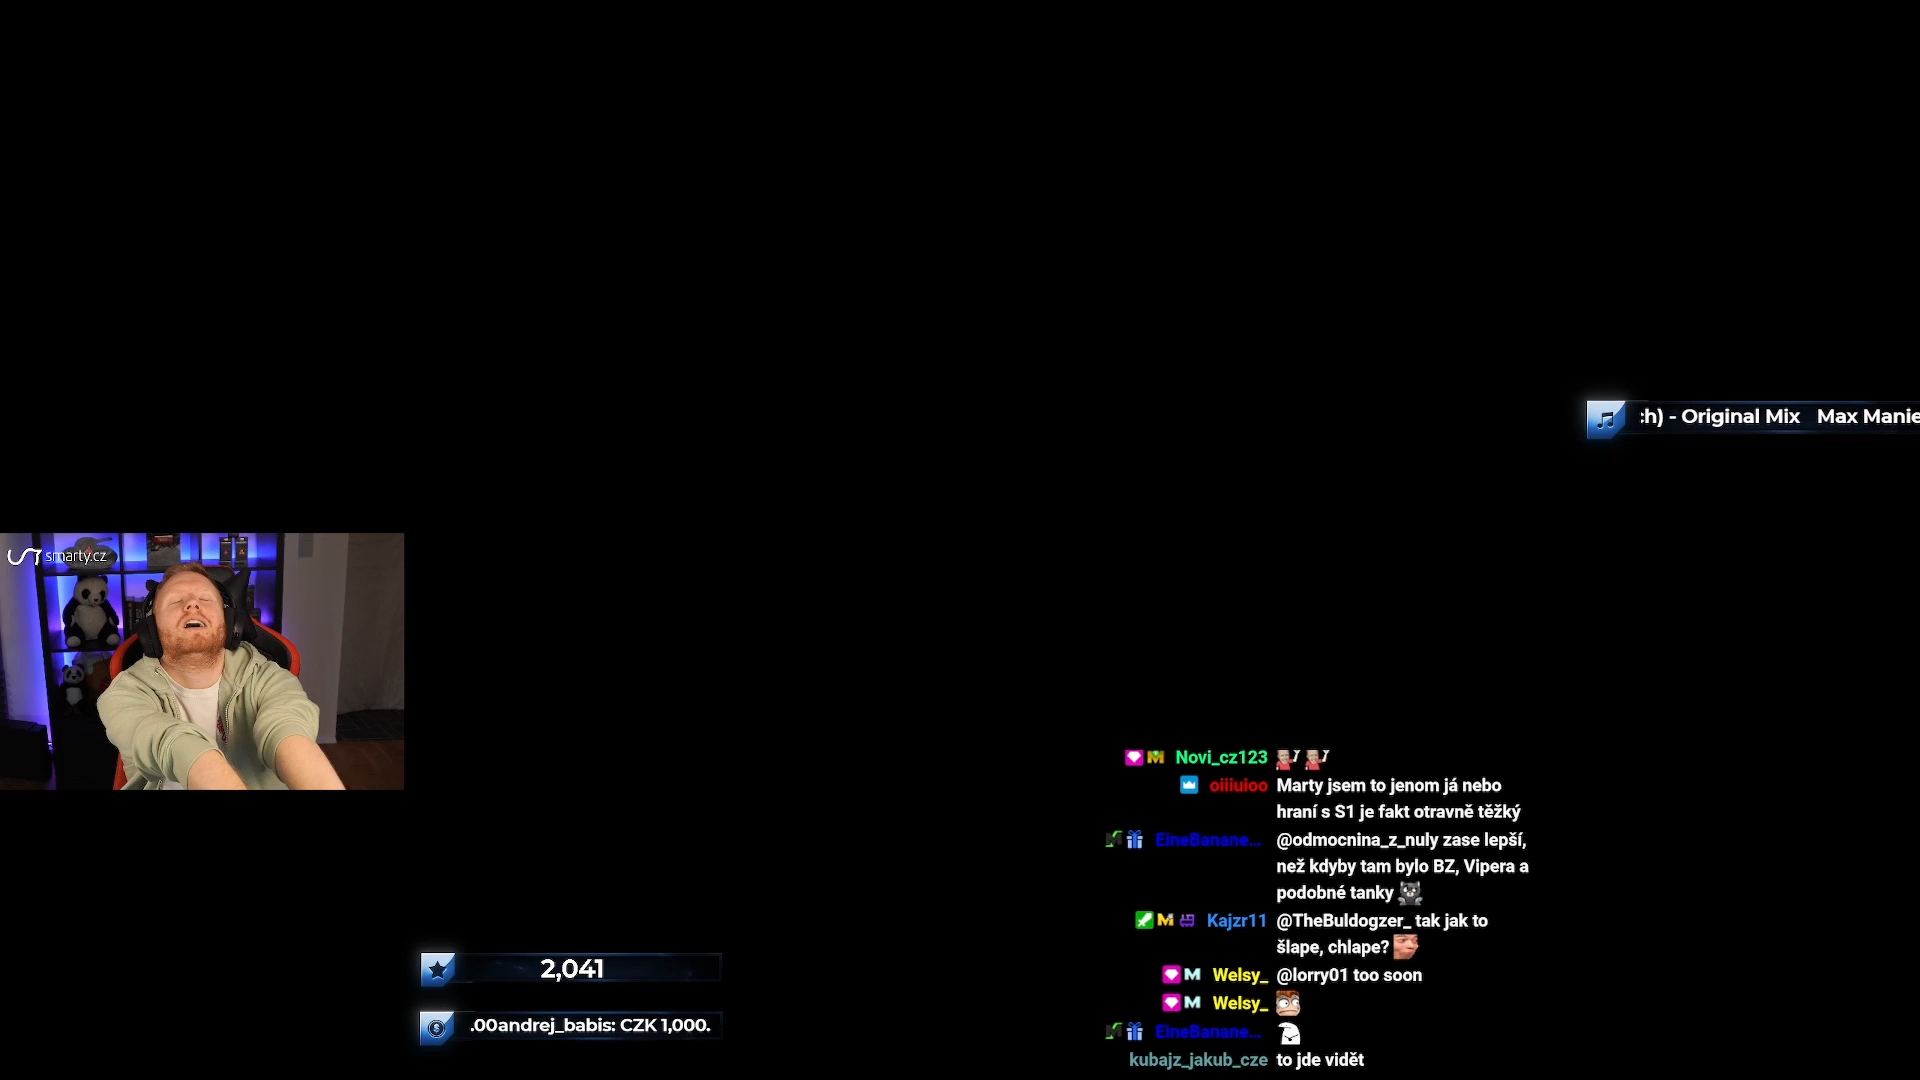 :h) - Original Mix Max Manie
smarty.cz
Novi_cz123
oiiiuioo Marty jsem to jenom já nebo
hraní s S1 je fakt otravně těžký
EineBanane... @odmocnina_z_nuly zase lepší,
než kdyby tam bylo BZ, Vipera a
podobné tanky
Kajzr11 @TheBuldogzer_ tak jak to
šlape, chlape?
Welsy_ @lorry01 too soon
Welsy_
EineBanane...
kubajz_jakub_cze to jde vidět
2,041
.00andrej_babis: CZK 1,000.